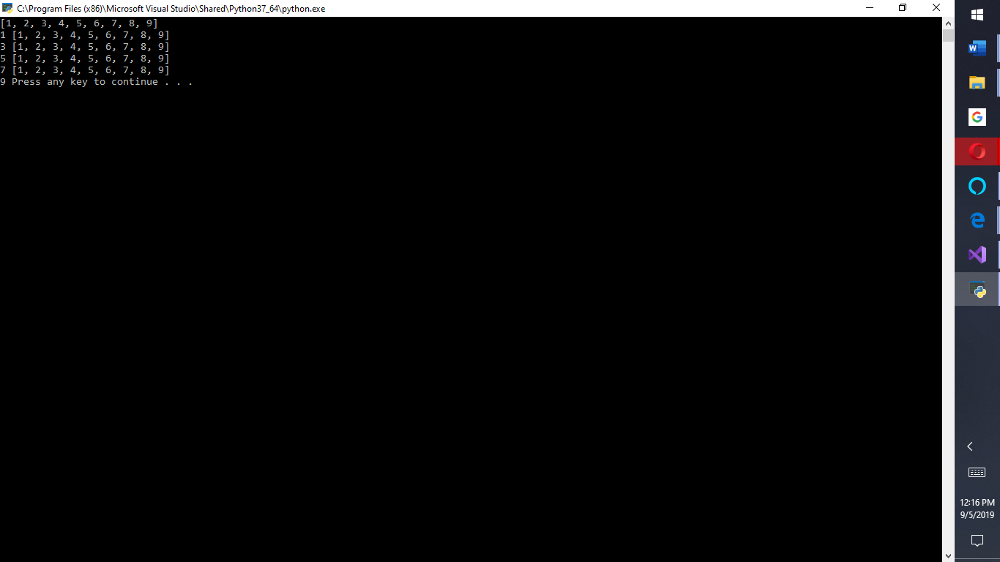 C:\Program Files (x86)\Microsoft Visual Studio\Shared\Python37_64\python.exe
[1, 2, 3, 4, 5, 6, 7, 8, 9]
1 [1, 2, 3, 4, 5, 6, 7, 8, 9]
3 [1, 2, 3, 4, 5, 6, 7, 8, 9]
5 [1, 2, 3, 4, 5, 6, 7, 8, 9]
7 [1, 2, 3, 4, 5, 6, 7, 8, 9]
9 Press any key to continue . . .
12:16 PM
9/5/2019